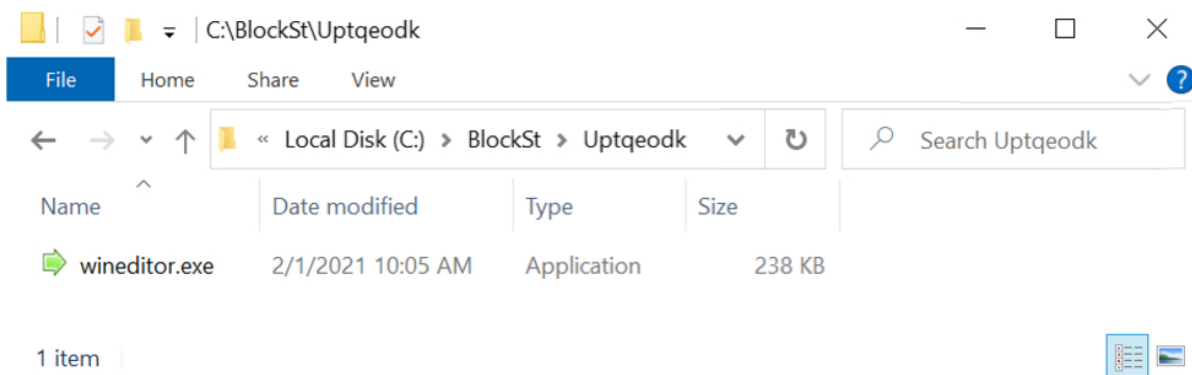 C:\BlockSt\Uptqeodk
File Home Share View ?
« Local Disk (C:) > BlockSt > Uptqeodk Search Uptqeodk
Name Date modified Type Size
wineditor.exe 2/1/2021 10:05 AM Application 238 KB
1 item